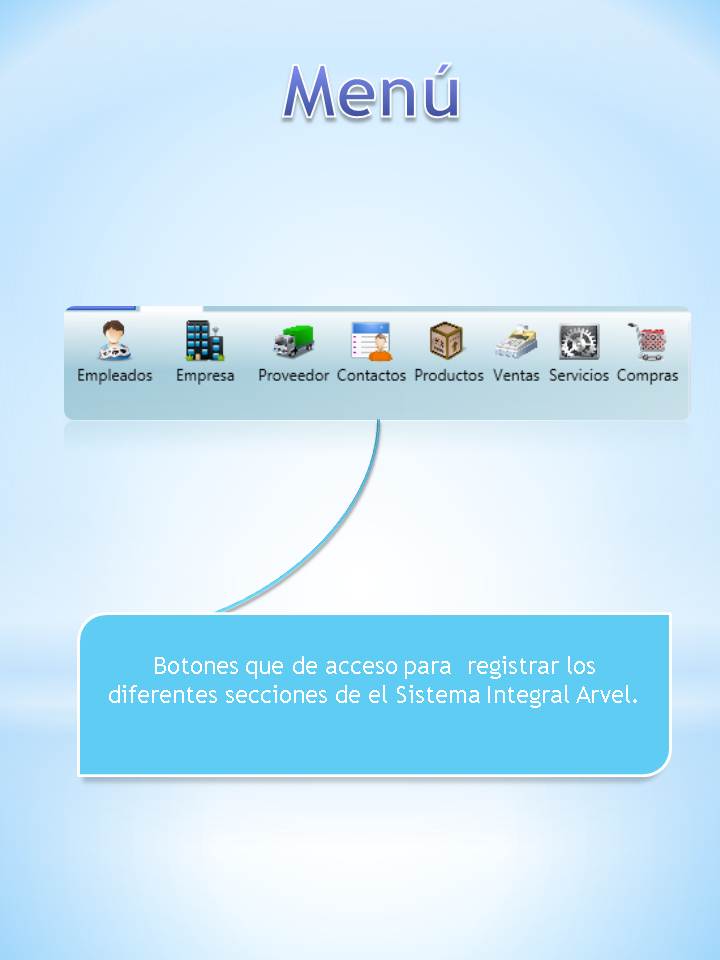 Menú
Empleados Empresa Proveedor Contactos Productos Ventas Servicios Compras
Botones que de acceso para registrar los
diferentes secciones de el Sistema Integral Arvel.